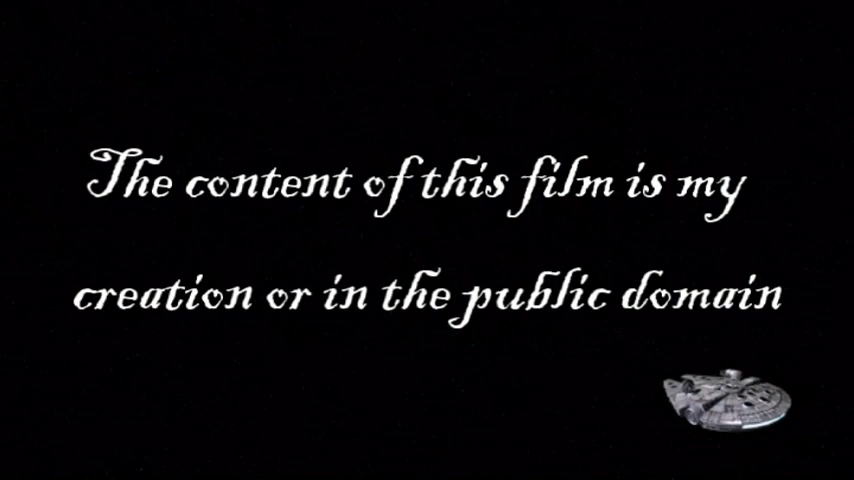 The content of this film is my
creation or in the public domain